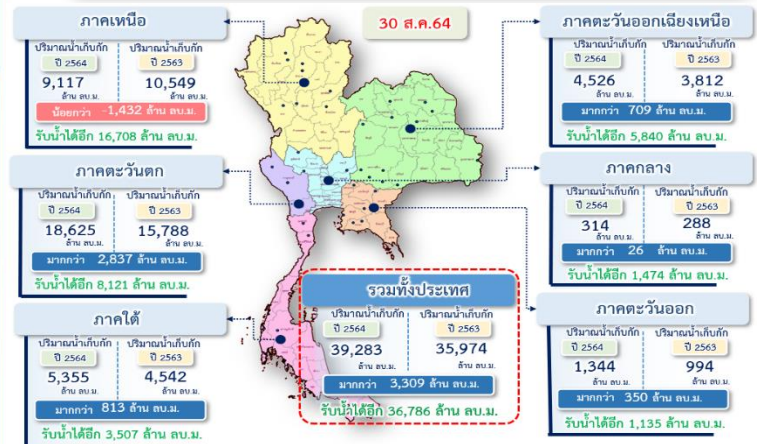 30 ส.ค.64
ภาคเหนือ
ปริมาณน้ำเก็บกัก ปริมาณน้ำเก็บกัก
ปี 2564 ปี 2563
9,117 10,549
ล้าน ลบ.ม. ล้าน ลบ.ม.
น้อยกว่า -1,432 ล้าน ลบ.ม.
รับน้ำได้อีก 16,708 ล้าน ลบ.ม.
ภาคตะวันออกเฉียงเหนือ
ปริมาณน้ำเก็บกัก ปริมาณน้ำเก็บกัก
ปี 2564 ปี 2563
4,526 3,812
ล้าน ลบ.ม. ล้าน ลบ.ม.
มากกว่า 709 ล้าน ลบ.ม.
รับน้ำได้อีก 5,840 ล้าน ลบ.ม.
ภาคตะวันตก
ปริมาณน้ำเก็บกัก ปริมาณน้ำเก็บกัก
ปี 2564 ปี 2563
18,625 15,788
ล้าน ลบ.ม. ล้าน ลบ.ม.
มากกว่า 2,837 ล้าน ลบ.ม.
รับน้ำได้อีก 8,121 ล้าน ลบ.ม.
ภาคกลาง
ปริมาณน้ำเก็บกัก ปริมาณน้ำเก็บกัก
ปี 2564 ปี 2563
314 288
ล้าน ลบ.ม. ล้าน ลบ.ม.
มากกว่า 26 ล้าน ลบ.ม.
รับน้ำได้อีก 1,474 ล้าน ลบ.ม.
ภาคใต้
ปริมาณน้ำเก็บกัก ปริมาณน้ำเก็บกัก
ปี 2564 ปี 2563
5,355 4,542
ล้าน ลบ.ม. ล้าน ลบ.ม.
มากกว่า 813 ล้าน ลบ.ม.
รับน้ำได้อีก 3,507 ล้าน ลบ.ม.
รวมทั้งประเทศ
ปริมาณน้ำเก็บกัก ปริมาณน้ำเก็บกัก
ปี 2564 ปี 2563
39,283 35,974
ล้าน ลบ.ม. ล้าน ลบ.ม.
มากกว่า 3,309 ล้าน ลบ.ม.
รับน้ำได้อีก 36,786 ล้าน ลบ.ม.
ภาคตะวันออก
ปริมาณน้ำเก็บกัก ปริมาณน้ำเก็บกัก
ปี 2564 ปี 2563
1,344 994
ล้าน ลบ.ม. ล้าน ลบ.ม.
มากกว่า 350 ล้าน ลบ.ม.
รับน้ำได้อีก 1,135 ล้าน ลบ.ม.